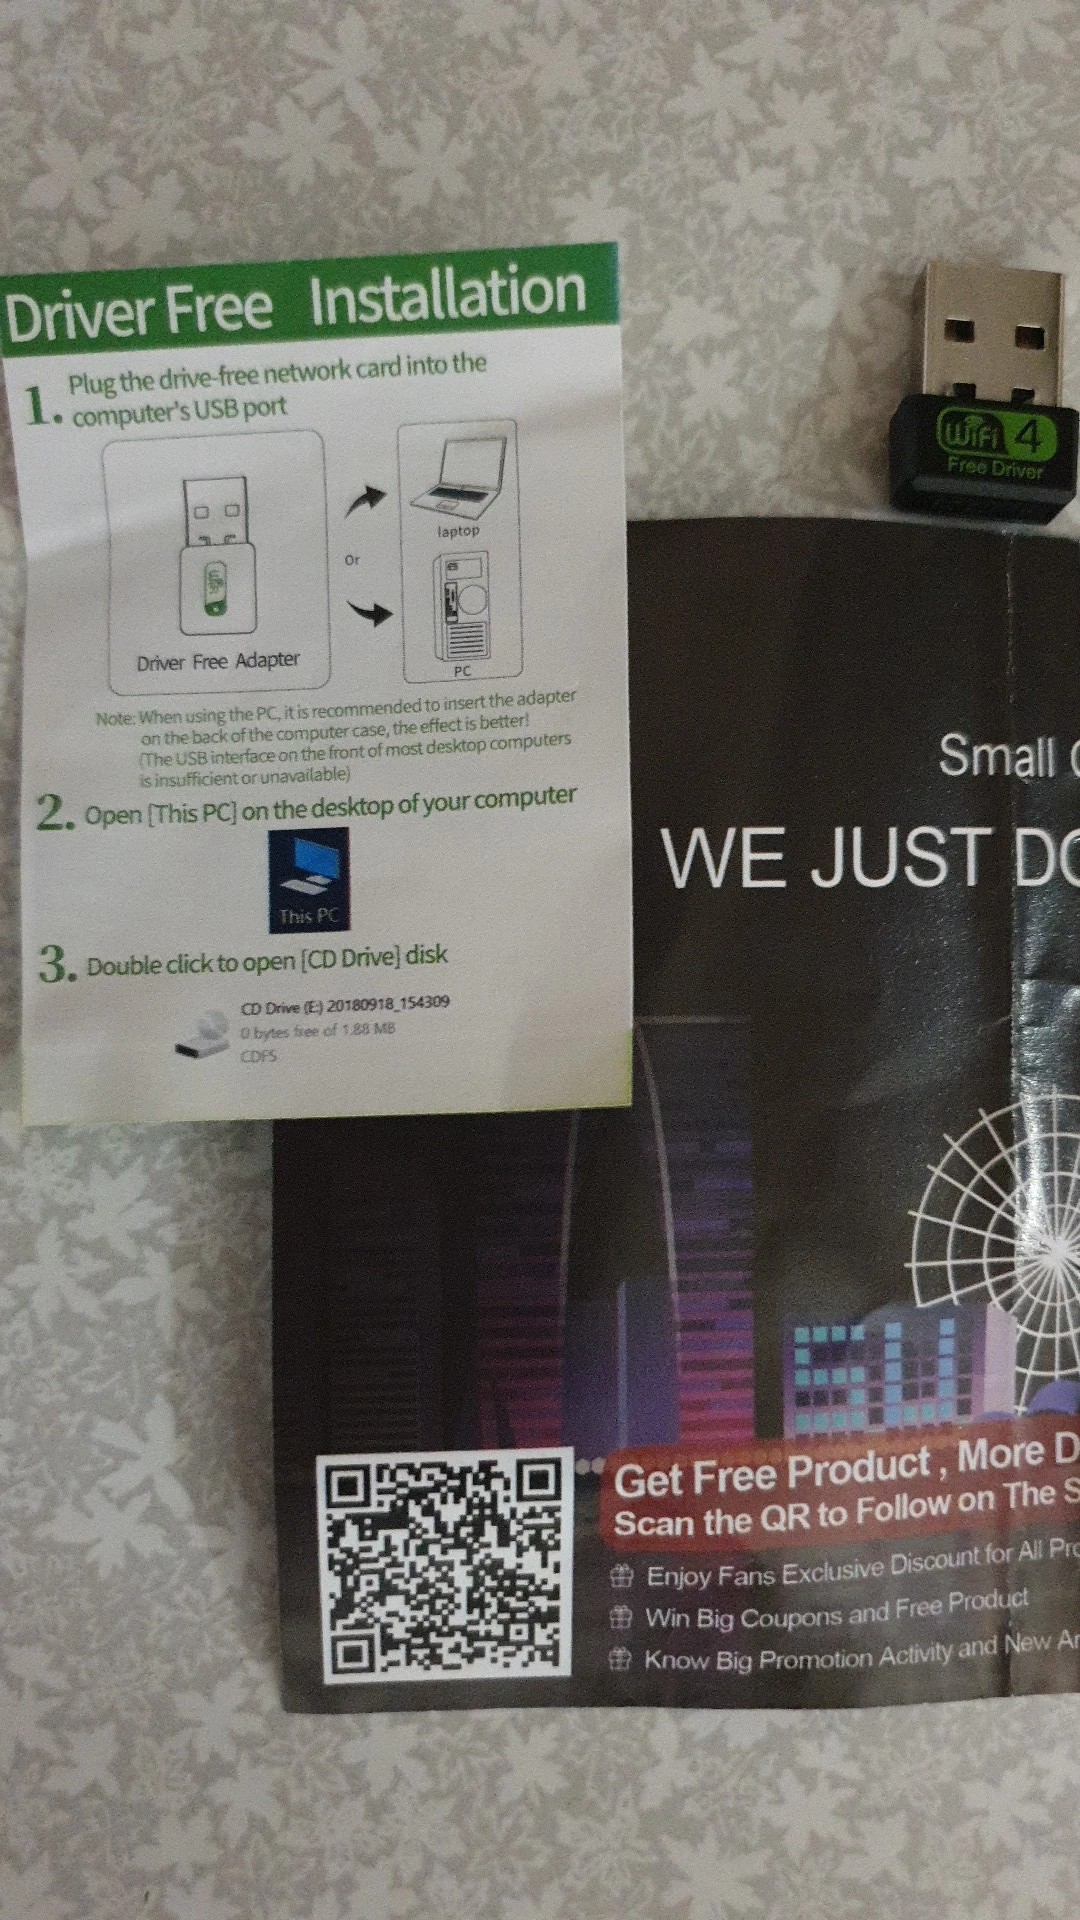 Driver Free Installation
1. Plug the drive-free network card into the
computer's USB port
Driver Free Adapter
Or
laptop
PC
Note: When using the PC, it is recommended to insert the adapter
on the back of the computer case, the effect is better!
(The USB interface on the front of most desktop computers
is insufficient or unavailable)
2. Open [This PC] on the desktop of your computer
This PC
3. Double click to open [CD Drive] disk
CD Drive (E:) 20180918_154309
0 bytes free of 1.88 MB
CDFS
WiFi 4
Free Driver
Small
WE JUST
Get Free Product , More
Scan the QR to Follow on The
Enjoy Fans Exclusive Discount for All
Win Big Coupons and Free Product
Know Big Promotion Activity and New